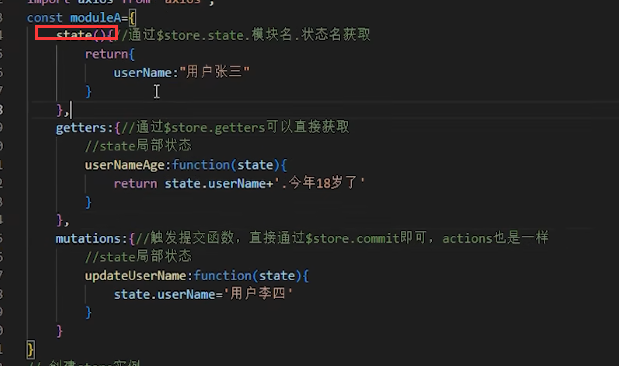 import axios from 'axios';
const moduleA={
state(){//通过$store.state.模块名.状态名获取
return{
userName:"用户张三"
}
},
getters:{//通过$store.getters可以直接获取
//state局部状态
userNameAge:function(state){
return state.userName+'.今年18岁了'
}
},
mutations:{//触发提交函数，直接通过$store.commit即可，actions也是一样
//state局部状态
updateUserName:function(state){
state.userName='用户李四'
}
}
}
// 创建store实例